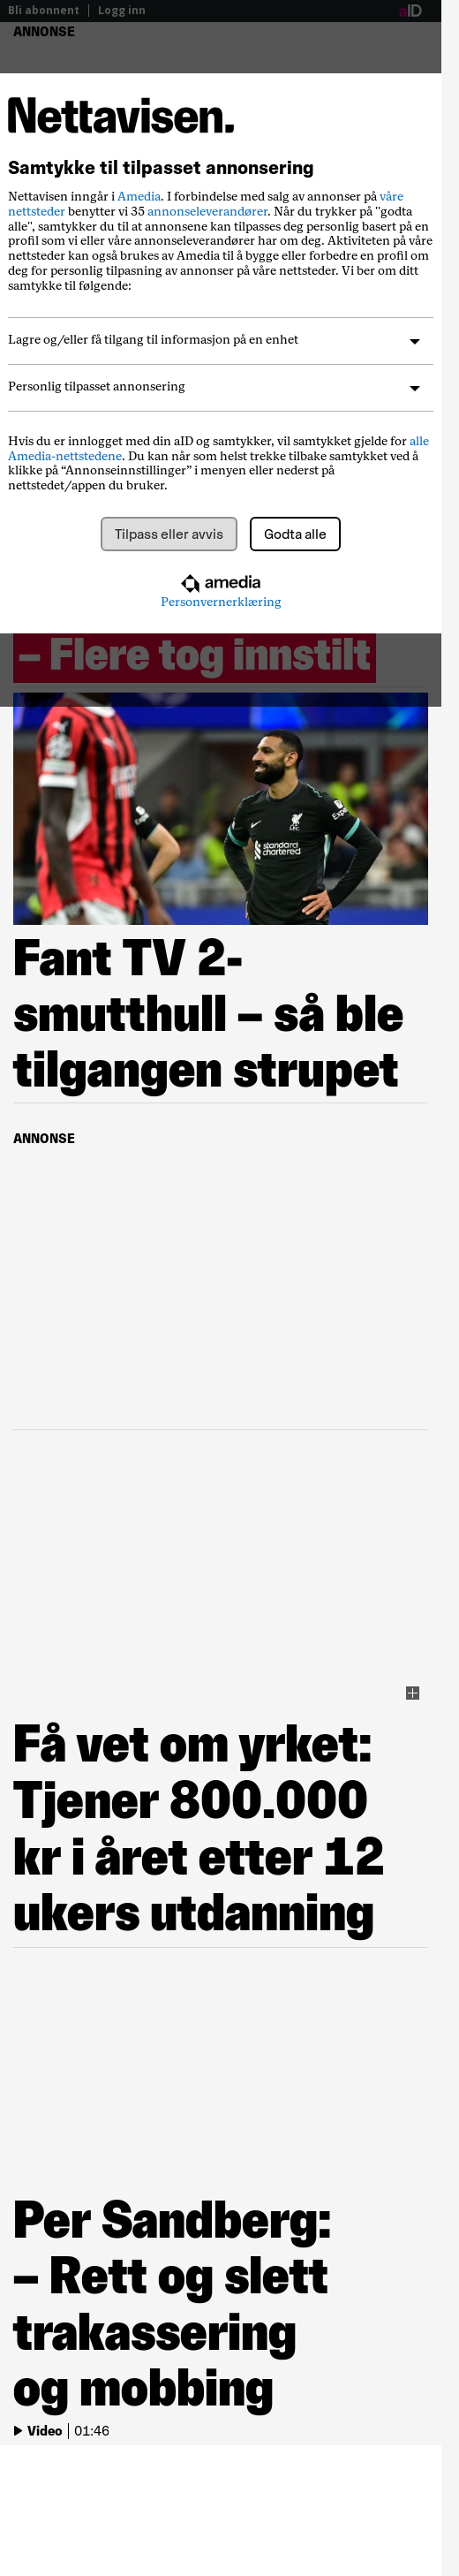 Bli abonnent | Logg inn aID
ANNONSE
Nettavisen.
Samtykke til tilpasset annonsering
Nettavisen inngår i Amedia. I forbindelse med salg av annonser på våre
nettsteder benytter vi 35 annonseleverandører. Når du trykker på "godta
alle", samtykker du til at annonsene kan tilpasses deg personlig basert på en
profil som vi eller våre annonseleverandører har om deg. Aktiviteten på våre
nettsteder kan også brukes av Amedia til å bygge eller forbedre en profil om
deg for personlig tilpasning av annonser på våre nettsteder. Vi ber om ditt
samtykke til følgende:
Lagre og/eller få tilgang til informasjon på en enhet
Personlig tilpasset annonsering
Hvis du er innlogget med din aID og samtykker, vil samtykket gjelde for alle
Amedia-nettstedene. Du kan når som helst trekke tilbake samtykket ved å
klikke på “Annonseinnstillinger” i menyen eller nederst på
nettstedet/appen du bruker.
Tilpass eller avvis Godta alle
amedia
Personvernerklæring
– Flere tog innstilt
standard
chartered
Fant TV 2-
smutthull – så ble
tilgangen strupet
ANNONSE
Få vet om yrket:
Tjener 800.000
kr i året etter 12
ukers utdanning
Per Sandberg:
– Rett og slett
trakassering
og mobbing
Video | 01:46